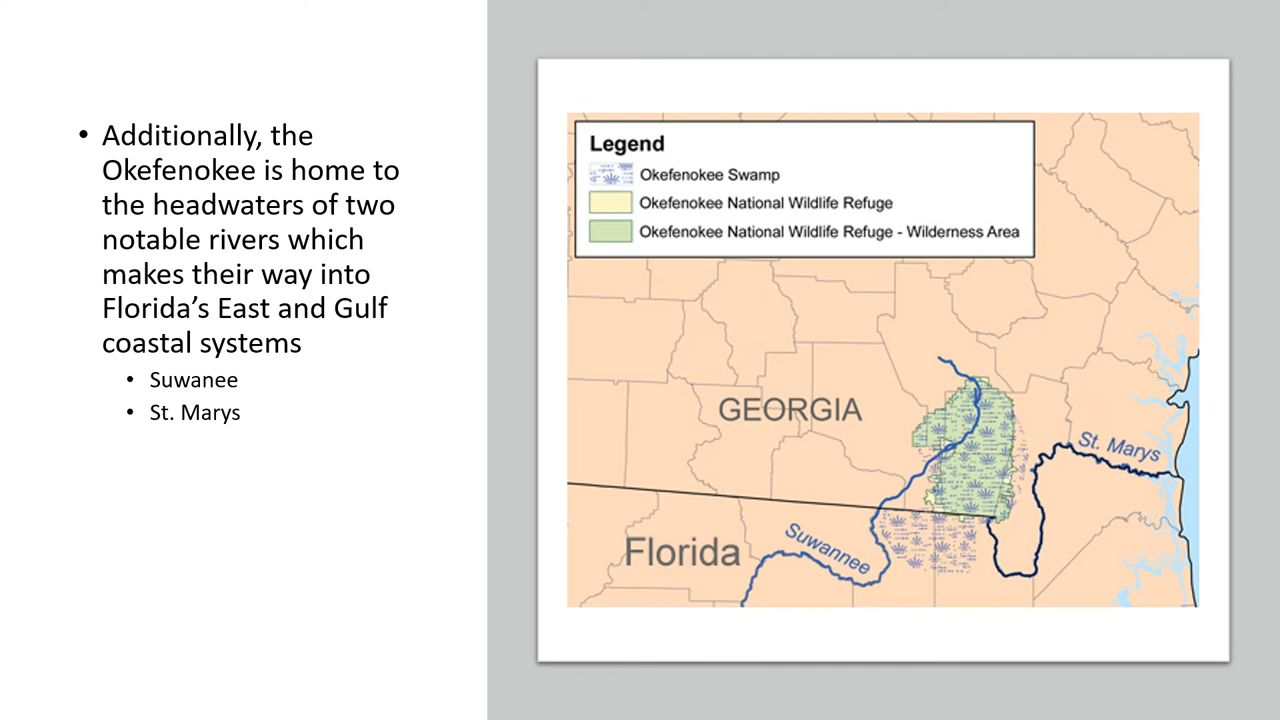 • Additionally, the
Okefenokee is home to
the headwaters of two
notable rivers which
makes their way into
Florida’s East and Gulf
coastal systems
• Suwanee
• St. Marys
Legend
Okefenokee Swamp
Okefenokee National Wildlife Refuge
Okefenokee National Wildlife Refuge - Wilderness Area
GEORGIA
St. Marys
Florida
Suwannee